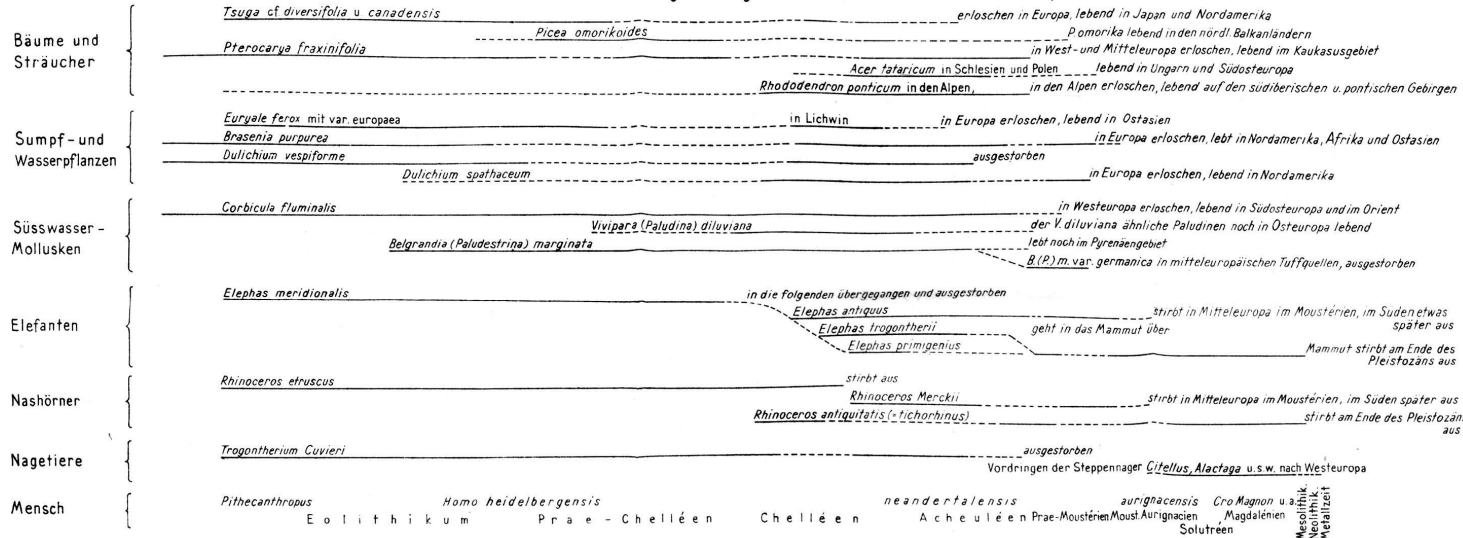 Bäume und
Sträucher
Tsuga cf diversifolia u canadensis erloschen in Europa, lebend in Japan und Nordamerika
Picea omorikoides P. omorika lebend in den nördl. Balkanländern
Pterocarya fraxinifolia in West- und Mitteleuropa erloschen, lebend im Kaukasusgebiet
Acer tataricum in Schlesien und Polen lebend in Ungarn und Südosteuropa
Rhododendron ponticum in den Alpen, in den Alpen erloschen, lebend auf den südiberischen u. pontischen Gebirgen
Sumpf- und
Wasserpflanzen
Euryale ferox mit var. europaea in Lichwin in Europa erloschen, lebend in Ostasien
Brasenia purpurea in Europa erloschen, lebt in Nordamerika, Afrika und Ostasien
Dulichium vespiforme ausgestorben
Dulichium spathaceum in Europa erloschen, lebend in Nordamerika
Süsswasser-
Mollusken
Corbicula fluminalis in Westeuropa erloschen, lebend in Südosteuropa und im Orient
Vivipara (Paludina) diluviana der V. diluviana ähnliche Paludinen noch in Osteuropa lebend
Belgrandia (Paludestrina) marginata lebt noch im Pyrenäengebiet
B. (P.) m. var. germanica in mitteleuropäischen Tuffquellen, ausgestorben
Elefanten
Elephas meridionalis in die folgenden übergegangen und ausgestorben
Elephas antiquus stirbt in Mitteleuropa im Moustérien, im Süden etwas
später aus
Elephas trogontherii geht in das Mammut über
Elephas primigenius Mammut stirbt am Ende des
Pleistozäns aus
Nashörner
Rhinoceros etruscus stirbt aus
Rhinoceros Merckii stirbt in Mitteleuropa im Moustérien, im Süden später aus
Rhinoceros antiquitatis (= tichorhinus) stirbt am Ende des Pleistozän.
aus
Nagetiere
Trogontherium Cuvieri ausgestorben
Vordringen der Steppennager Citellus, Alactaga u.s.w. nach Westeuropa
Mensch
Pithecanthropus Homo heidelbergensis neandertalensis aurignacensis Cro Magnon u.a.
Eolithikum Prae-Chelléen Chelléen Acheuléen Prae-Moustérien Moust. Aurignacien Magdalénien
Solutréen
Mesolithik.
Neolithik.
Metallzeit